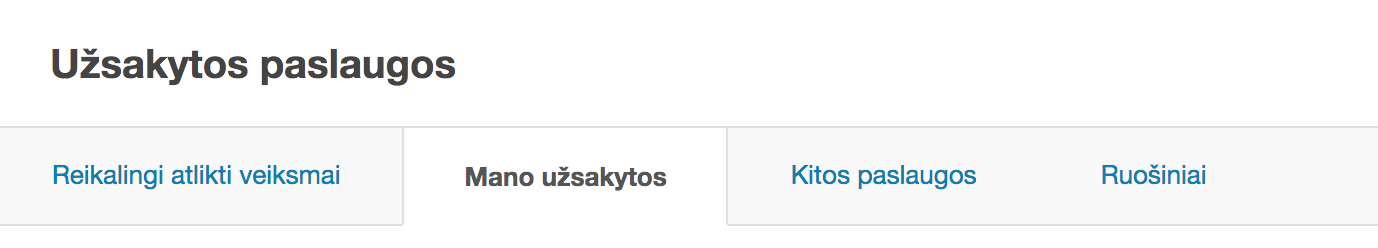 Užsakytos paslaugos
Reikalingi atlikti veiksmai Mano užsakytos Kitos paslaugos Ruošiniai